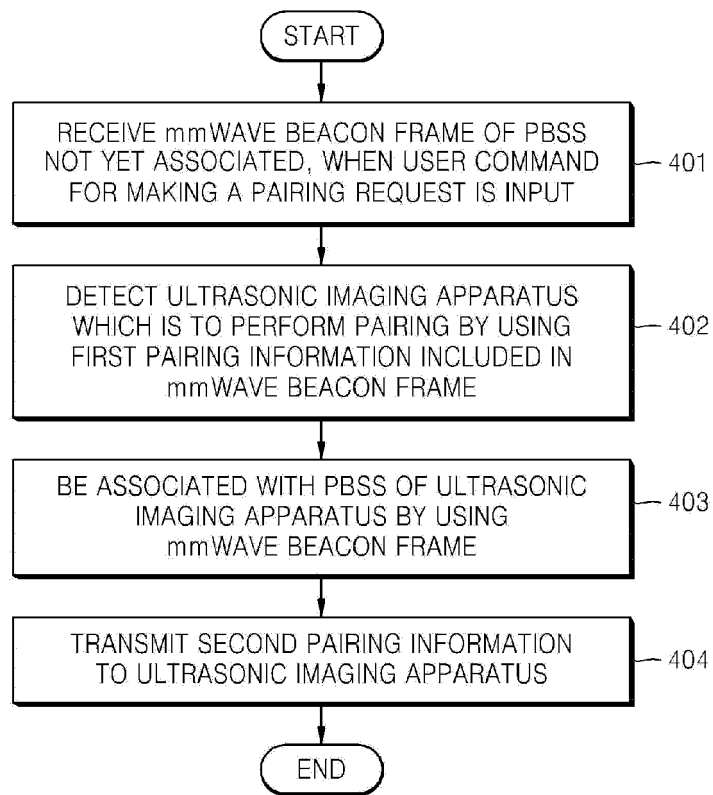 START
RECEIVE mmWAVE BEACON FRAME OF PBSS
NOT YET ASSOCIATED, WHEN USER COMMAND
FOR MAKING A PAIRING REQUEST IS INPUT
401
DETECT ULTRASONIC IMAGING APPARATUS
WHICH IS TO PERFORM PAIRING BY USING
FIRST PAIRING INFORMATION INCLUDED IN
mmWAVE BEACON FRAME
402
BE ASSOCIATED WITH PBSS OF ULTRASONIC
IMAGING APPARATUS BY USING
mmWAVE BEACON FRAME
403
TRANSMIT SECOND PAIRING INFORMATION
TO ULTRASONIC IMAGING APPARATUS
404
END